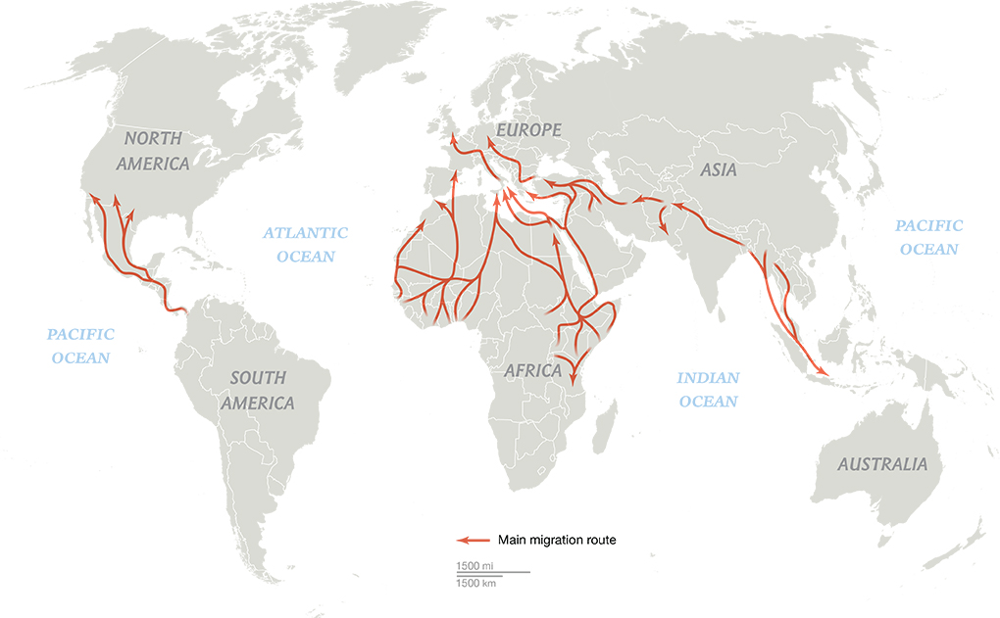 NORTH
AMERICA
EUROPE
ASIA
ATLANTIC
OCEAN
PACIFIC
OCEAN
PACIFIC
OCEAN
SOUTH
AMERICA
AFRICA
INDIAN
OCEAN
AUSTRALIA
Main migration route
1500 mi
1500 km